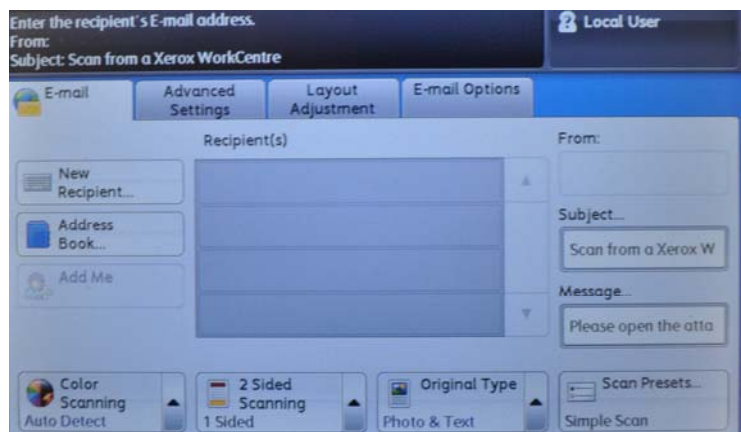 Enter the recipient's E-mail address.
From:
Subject: Scan from a Xerox WorkCentre
Local User
E-mail
Advanced
Settings
Layout
Adjustment
E-mail Options
Recipient(s)
From:
New
Recipient...
Address
Book...
Add Me
Subject...
Scan from a Xerox W
Message...
Please open the atta
Color
Scanning
Auto Detect
2 Sided
Scanning
1 Sided
Original Type
Photo & Text
Scan Presets...
Simple Scan